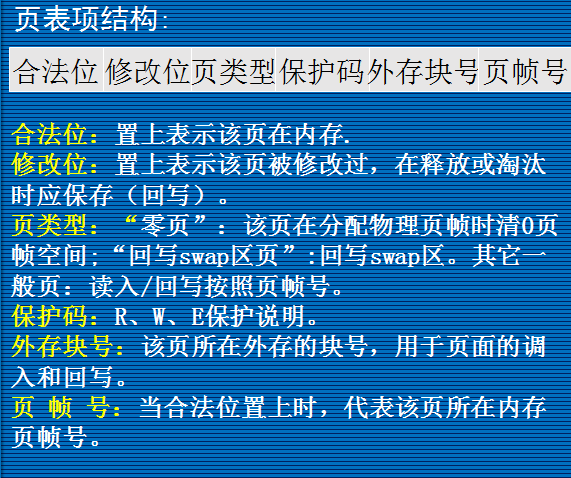 页表项结构:
合法位 修改位 页类型 保护码 外存块号 页帧号
合法位：置上表示该页在内存.
修改位：置上表示该页被修改过，在释放或淘汰
时应保存（回写）。
页类型：“零页”：该页在分配物理页帧时清0页
帧空间;“回写swap区页”:回写swap区。其它一
般页：读入/回写按照页帧号。
保护码：R、W、E保护说明。
外存块号：该页所在外存的块号，用于页面的调
入和回写。
页 帧 号：当合法位置上时，代表该页所在内存
页帧号。